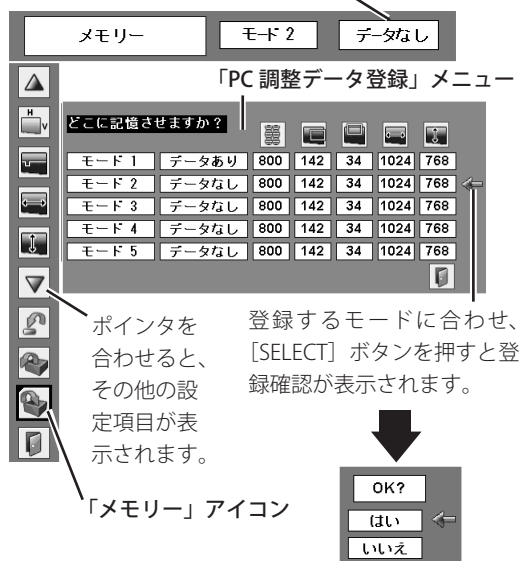 メモリー モード 2 データなし
「PC 調整データ登録」メニュー
H
V
どこに記憶させますか？
モード 1 データあり 800 142 34 1024 768
モード 2 データなし 800 142 34 1024 768
モード 3 データなし 800 142 34 1024 768
モード 4 データなし 800 142 34 1024 768
モード 5 データなし 800 142 34 1024 768
ポインタを
合わせると、
その他の設
定項目が表
示されます。
登録するモードに合わせ、
［SELECT］ボタンを押すと登
録確認が表示されます。
「メモリー」アイコン
OK?
はい
いいえ